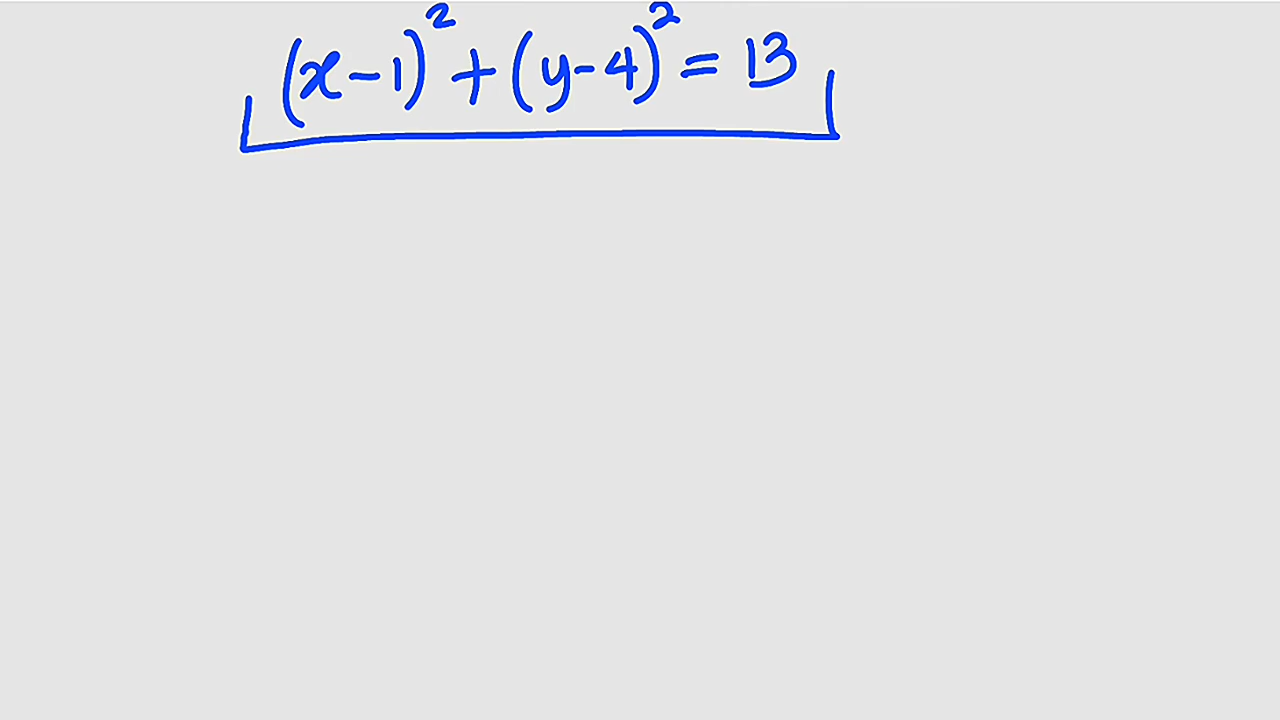 (x-1)² + (y-4)² = 13